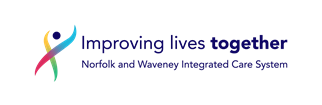 Improving lives together
Norfolk and Waveney Integrated Care System